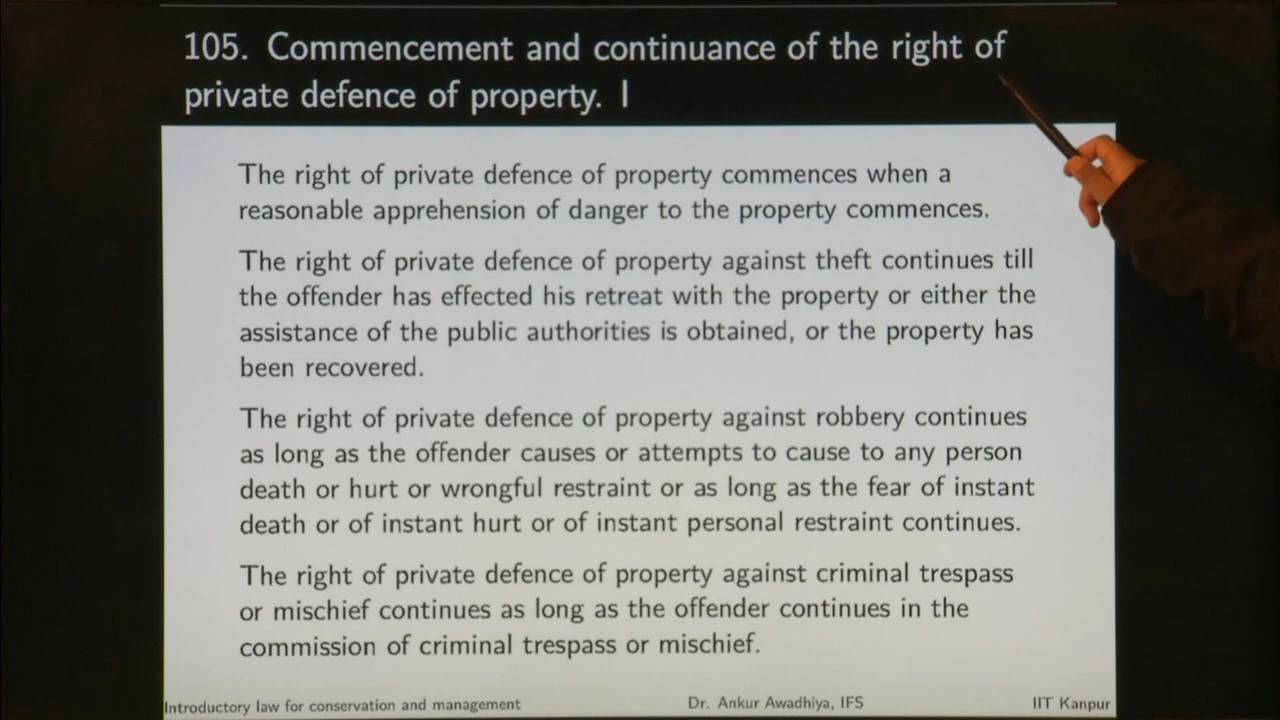 105. Commencement and continuance of the right of
private defence of property. I
The right of private defence of property commences when a
reasonable apprehension of danger to the property commences.
The right of private defence of property against theft continues till
the offender has effected his retreat with the property or either the
assistance of the public authorities is obtained, or the property has
been recovered.
The right of private defence of property against robbery continues
as long as the offender causes or attempts to cause to any person
death or hurt or wrongful restraint or as long as the fear of instant
death or of instant hurt or of instant personal restraint continues.
The right of private defence of property against criminal trespass
or mischief continues as long as the offender continues in the
commission of criminal trespass or mischief.
Introductory law for conservation and management Dr. Ankur Awadhiya, IFS IIT Kanpur